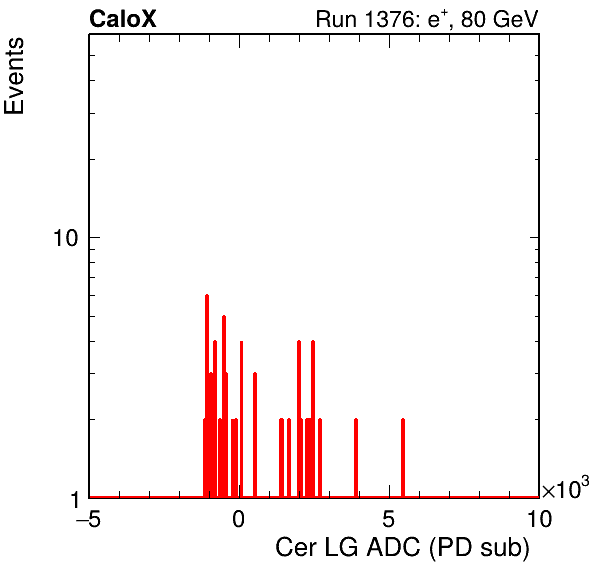 CaloX Run 1376: e⁺, 80 GeV
Events
10
1
×10³
−5 0 5 10
Cer LG ADC (PD sub)